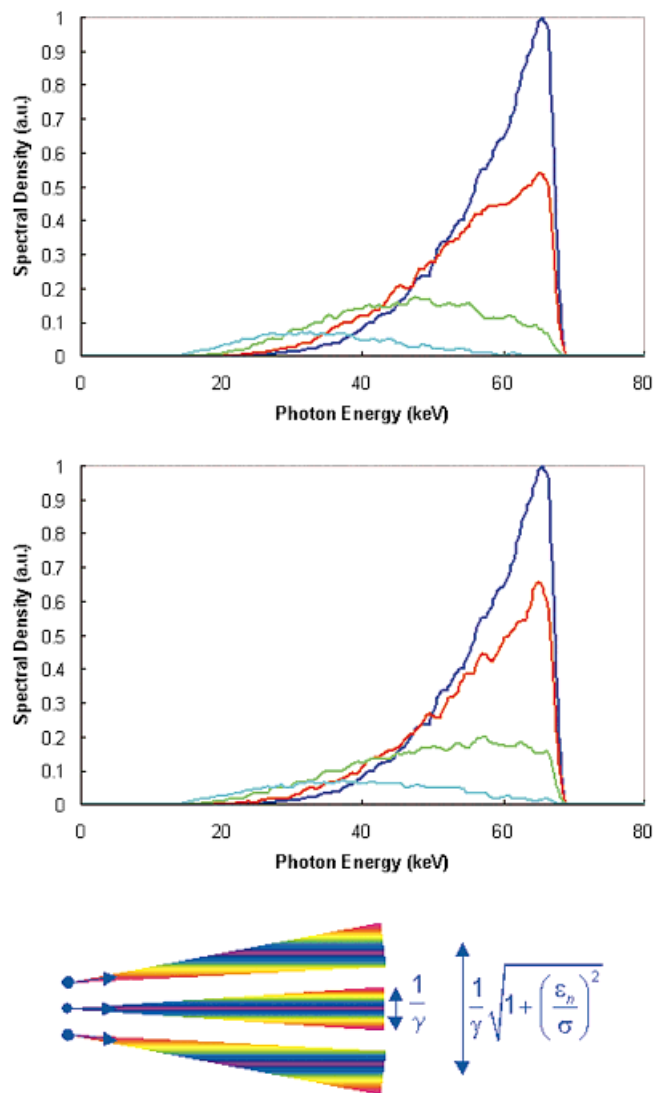 1
0.9
0.8
0.7
0.6
0.5
0.4
0.3
0.2
0.1
0
Spectral Density (a.u.)
0 20 40 60 80
Photon Energy (keV)
1
0.9
0.8
0.7
0.6
0.5
0.4
0.3
0.2
0.1
0
Spectral Density (a.u.)
0 20 40 60 80
Photon Energy (keV)
1/γ
1/γ √(1+(εₙ/σ)²)